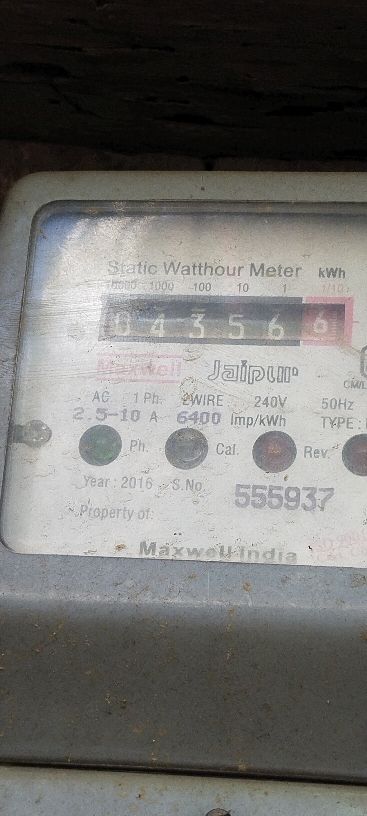 Static Watthour Meter kWh
10000 1000 100 10 1 1/10
0 4 3 5 6 6
Maxwell Jaipur
CM/L
AC 1 Ph. 2WIRE 240V 50Hz
2.5-10 A 6400 Imp/kWh TYPE :
Ph. Cal. Rev.
Year : 2016 S.No. 555937
Property of
Maxwell India